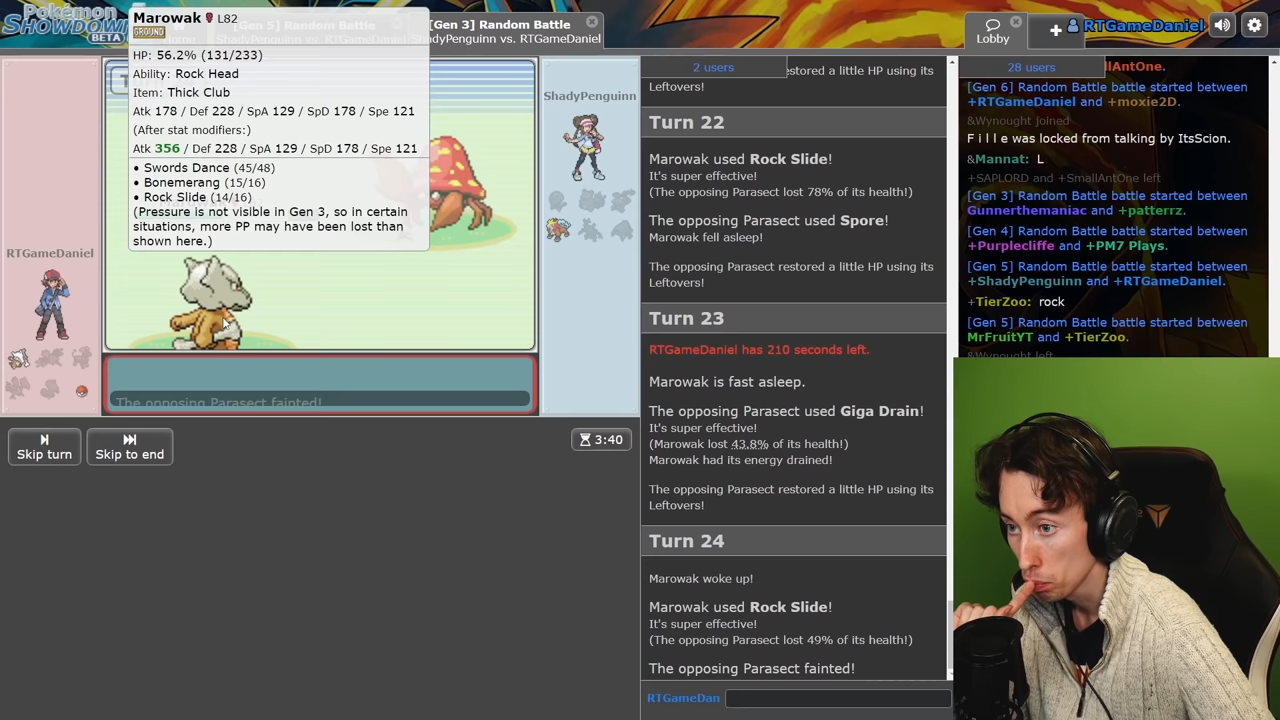 Pokémon
SHOWDOWN
BETA
Marowak L82
GROUND
HP: 56.2% (131/233)
Ability: Rock Head
Item: Thick Club
Atk 178 / Def 228 / SpA 129 / SpD 178 / Spe 121
(After stat modifiers:)
Atk 356 / Def 228 / SpA 129 / SpD 178 / Spe 121
• Swords Dance (45/48)
• Bonemerang (15/16)
• Rock Slide (14/16)
(Pressure is not visible in Gen 3, so in certain
situations, more PP may have been lost than
shown here.)
[Gen 5] Random Battle
ShadyPenguinn vs. RTGameDaniel
[Gen 3] Random Battle
ShadyPenguinn vs. RTGameDaniel
Lobby
RTGameDaniel
RTGameDaniel
ShadyPenguinn
The opposing Parasect fainted!
Skip turn
Skip to end
3:40
2 users
restored a little HP using its
Leftovers!
Turn 22
Marowak used Rock Slide!
It's super effective!
(The opposing Parasect lost 78% of its health!)
The opposing Parasect used Spore!
Marowak fell asleep!
The opposing Parasect restored a little HP using its
Leftovers!
Turn 23
RTGameDaniel has 210 seconds left.
Marowak is fast asleep.
The opposing Parasect used Giga Drain!
It's super effective!
(Marowak lost 43.8% of its health!)
Marowak had its energy drained!
The opposing Parasect restored a little HP using its
Leftovers!
Turn 24
Marowak woke up!
Marowak used Rock Slide!
It's super effective!
(The opposing Parasect lost 49% of its health!)
The opposing Parasect fainted!
RTGameDan
28 users
SmallAntOne.
[Gen 6] Random Battle battle started between
+RTGameDaniel and +moxie2D.
&Wynought joined
F i l l e was locked from talking by ItsScion.
&Mannat: L
+SAPLORD and +SmallAntOne left
[Gen 3] Random Battle battle started between
Gunnerthemaniac and +patterrz.
[Gen 4] Random Battle battle started between
+Purplecliffe and +PM7 Plays.
[Gen 5] Random Battle battle started between
+ShadyPenguinn and +RTGameDaniel.
+TierZoo: rock
[Gen 5] Random Battle battle started between
MrFruitYT and +TierZoo.
&Wynought left